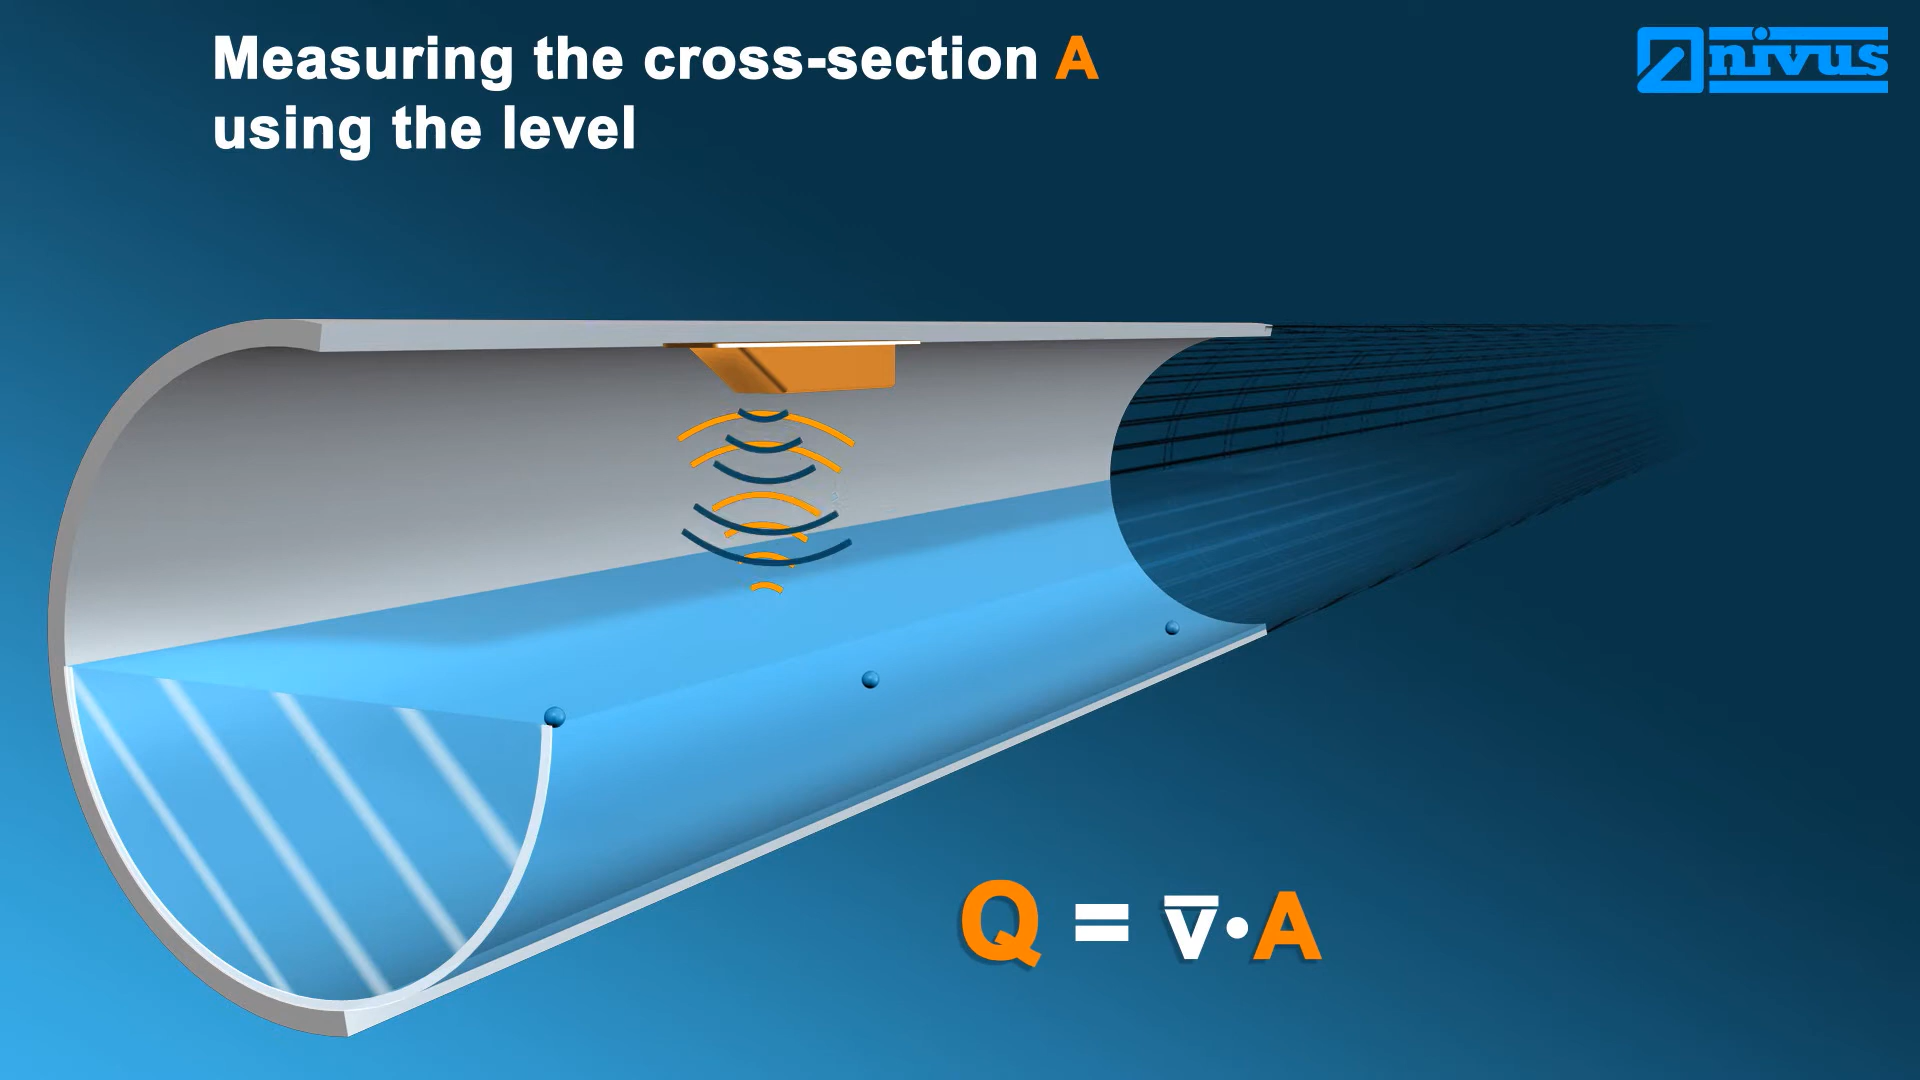 Measuring the cross-section A
using the level
nivus
Q = v̅·A